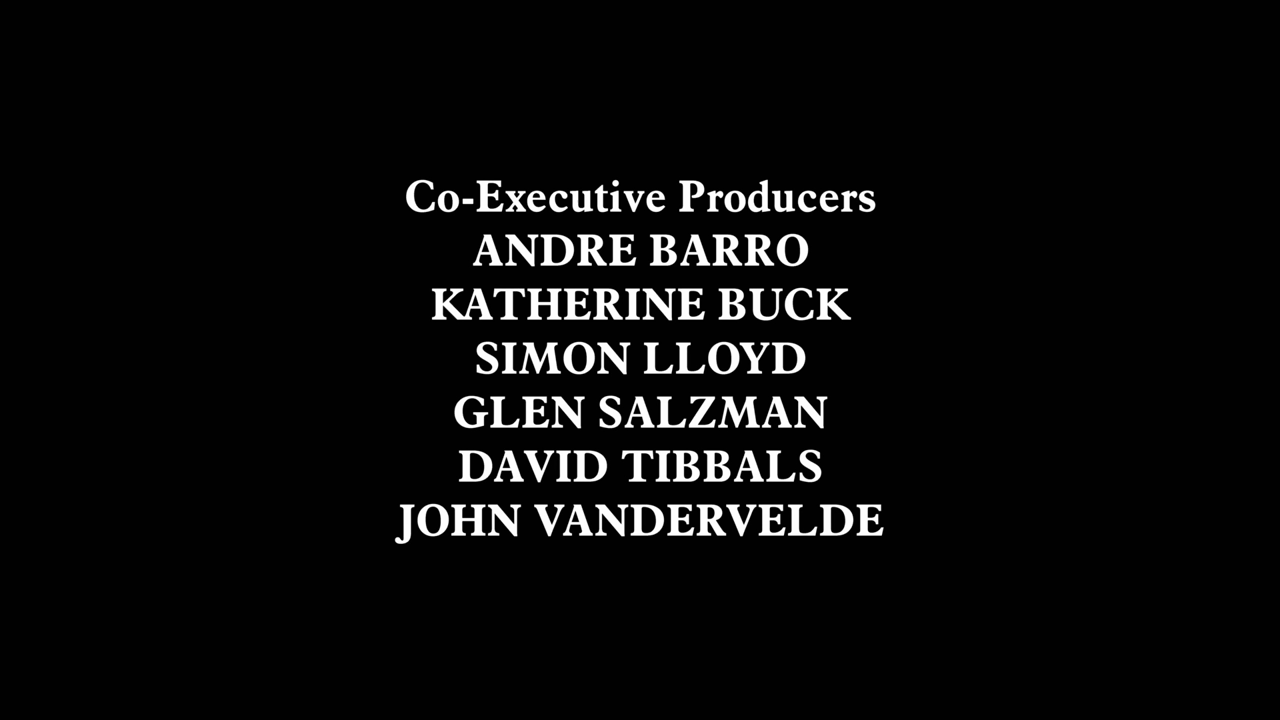 Co-Executive Producers
ANDRE BARRO
KATHERINE BUCK
SIMON LLOYD
GLEN SALZMAN
DAVID TIBBALS
JOHN VANDERVELDE